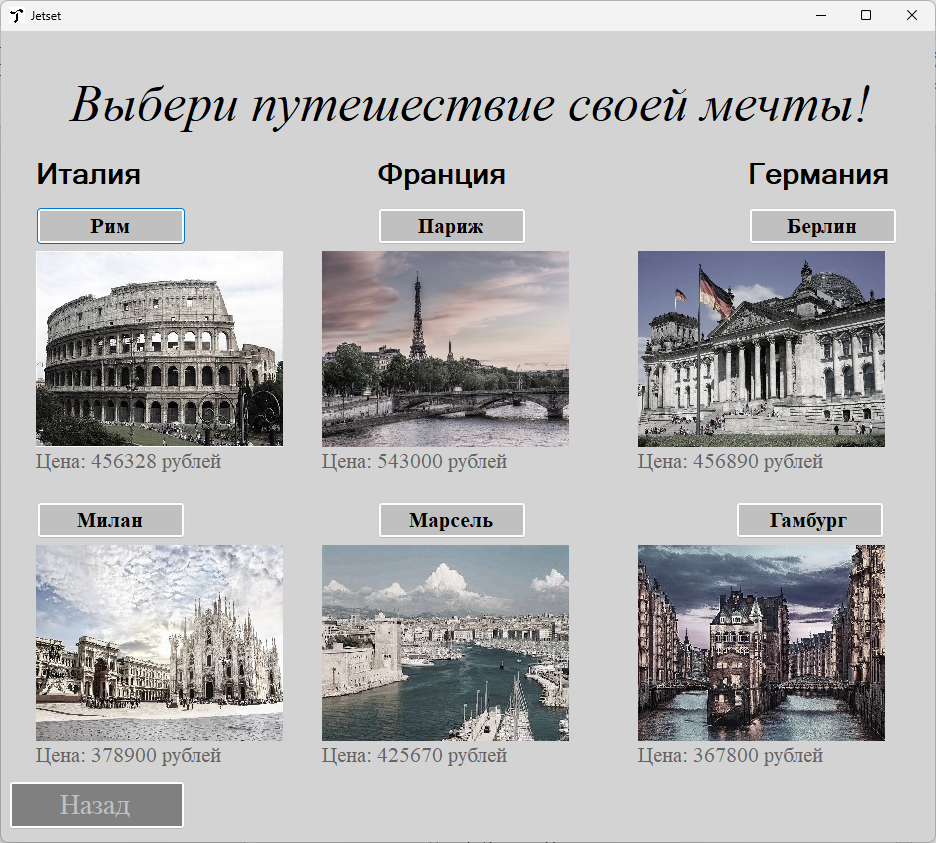 Jetset
Выбери путешествие своей мечты!
Италия Франция Германия
Рим Париж Берлин
Цена: 456328 рублей Цена: 543000 рублей Цена: 456890 рублей
Милан Марсель Гамбург
Цена: 378900 рублей Цена: 425670 рублей Цена: 367800 рублей
Назад